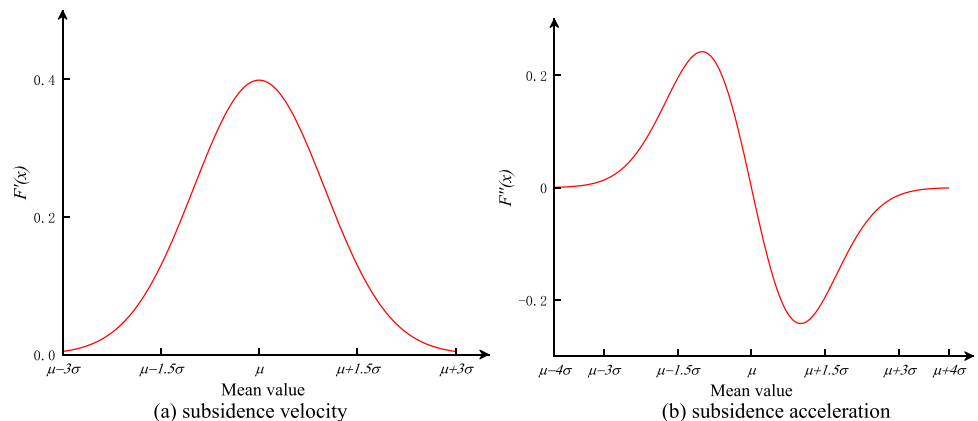 0.4
0.2
0.0
F'(x)
μ−3σ μ−1.5σ μ μ+1.5σ μ+3σ
Mean value
(a) subsidence velocity
0.2
0
−0.2
F''(x)
μ−4σ μ−3σ μ−1.5σ μ μ+1.5σ μ+3σ μ+4σ
Mean value
(b) subsidence acceleration